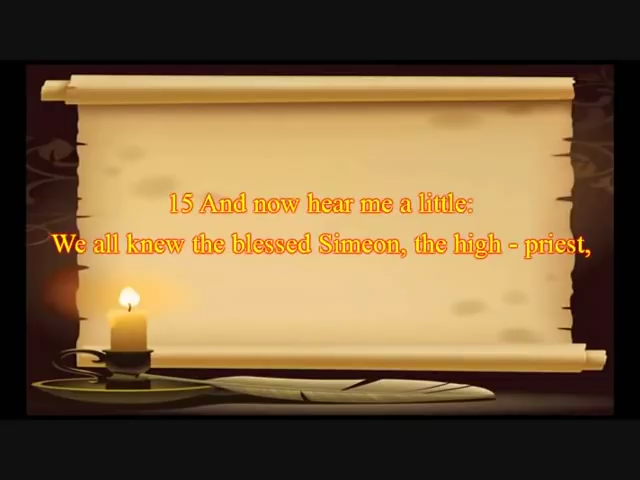 15 And now hear me a little:
We all knew the blessed Simeon, the high - priest,